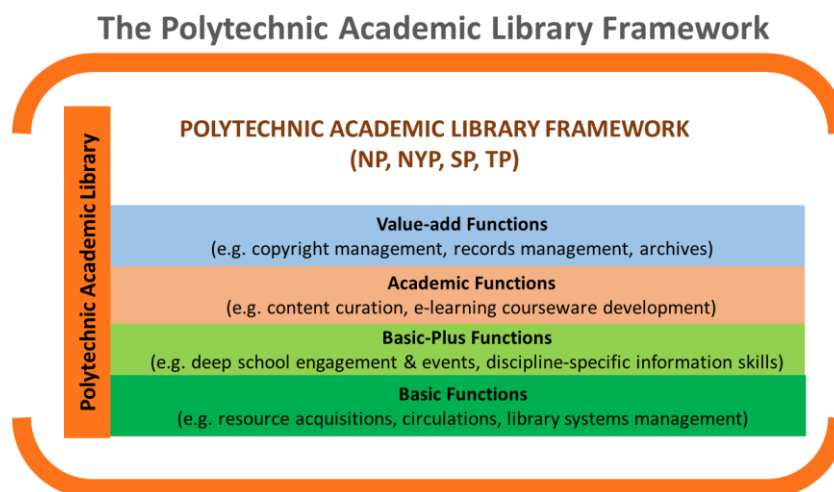 The Polytechnic Academic Library Framework
Polytechnic Academic Library
POLYTECHNIC ACADEMIC LIBRARY FRAMEWORK
(NP, NYP, SP, TP)
Value-add Functions
(e.g. copyright management, records management, archives)
Academic Functions
(e.g. content curation, e-learning courseware development)
Basic-Plus Functions
(e.g. deep school engagement & events, discipline-specific information skills)
Basic Functions
(e.g. resource acquisitions, circulations, library systems management)